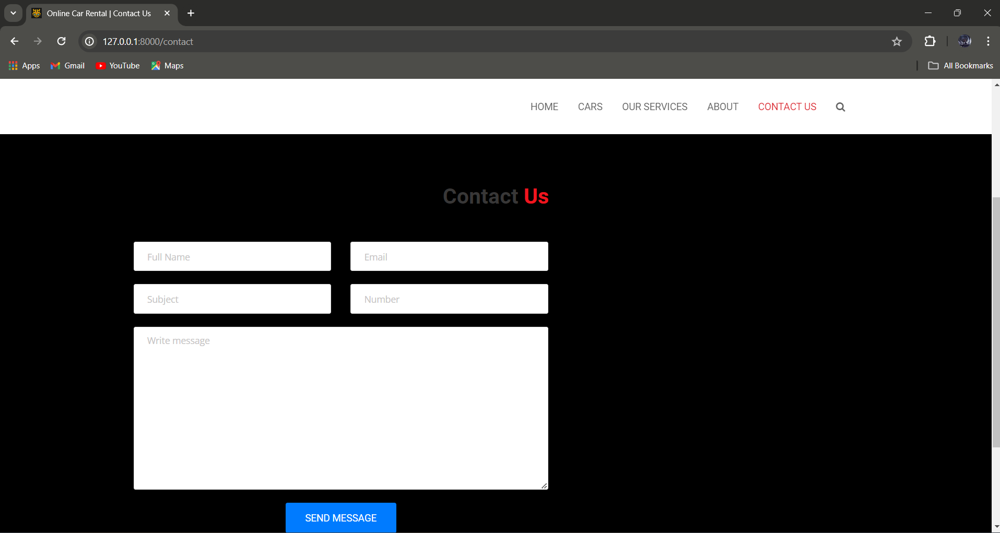 Online Car Rental | Contact Us
127.0.0.1:8000/contact
Apps Gmail YouTube Maps All Bookmarks
HOME CARS OUR SERVICES ABOUT CONTACT US
Contact Us
Full Name Email
Subject Number
Write message
SEND MESSAGE